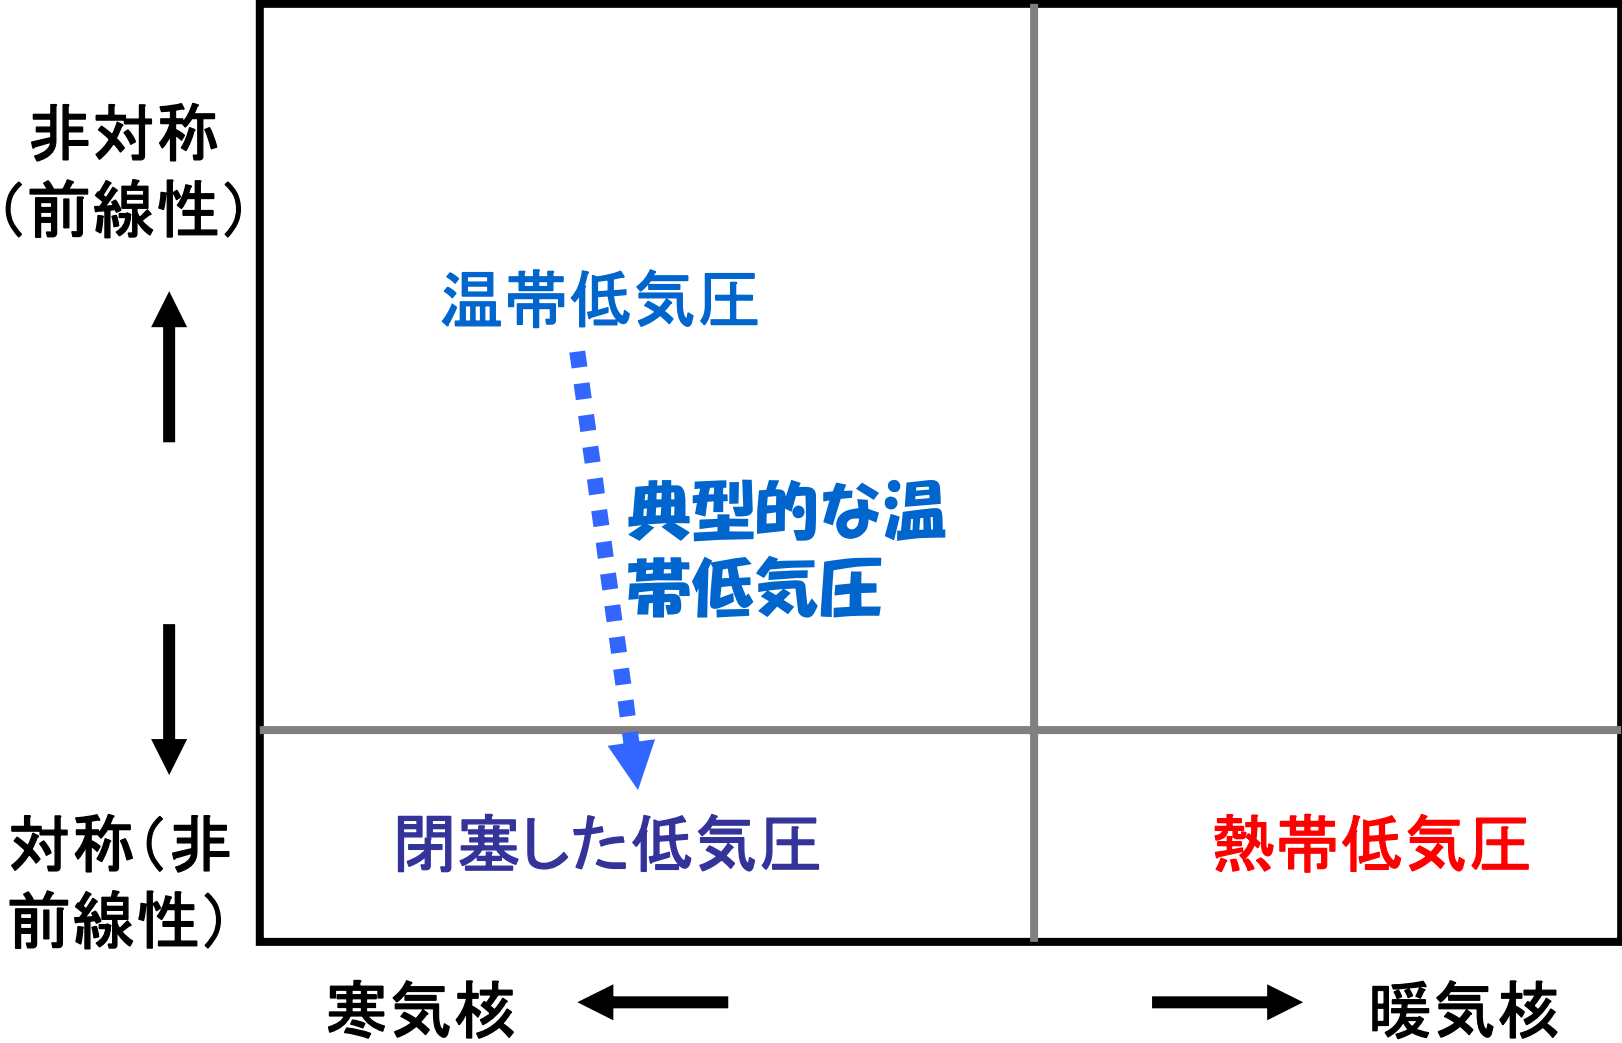 非対称
（前線性）
温帯低気圧
典型的な温
帯低気圧
対称（非
前線性）
閉塞した低気圧
熱帯低気圧
寒気核
暖気核